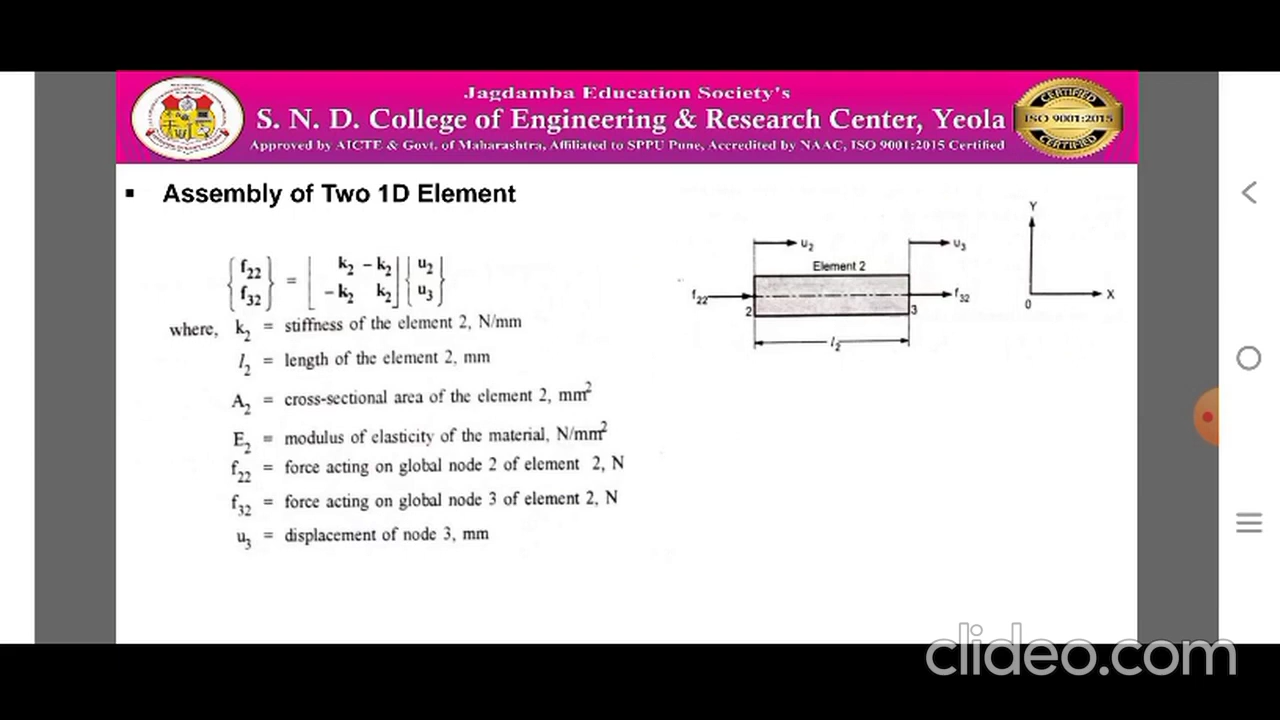 Jagdamba Education Society's
S. N. D. College of Engineering & Research Center, Yeola
Approved by AICTE & Govt. of Maharashtra, Affiliated to SPPU Pune, Accredited by NAAC, ISO 9001:2015 Certified
CERTIFIED
ISO 9001:2015
CERTIFIED
▪ Assembly of Two 1D Element
{f22 f32} = [k2 -k2 -k2 k2] {u2 u3}
where, k2 = stiffness of the element 2, N/mm
l2 = length of the element 2, mm
A2 = cross-sectional area of the element 2, mm²
E2 = modulus of elasticity of the material, N/mm²
f22 = force acting on global node 2 of element 2, N
f32 = force acting on global node 3 of element 2, N
u3 = displacement of node 3, mm
u2 u3
Element 2
f22 f32
2 3
l2
Y
0 X
clideo.com